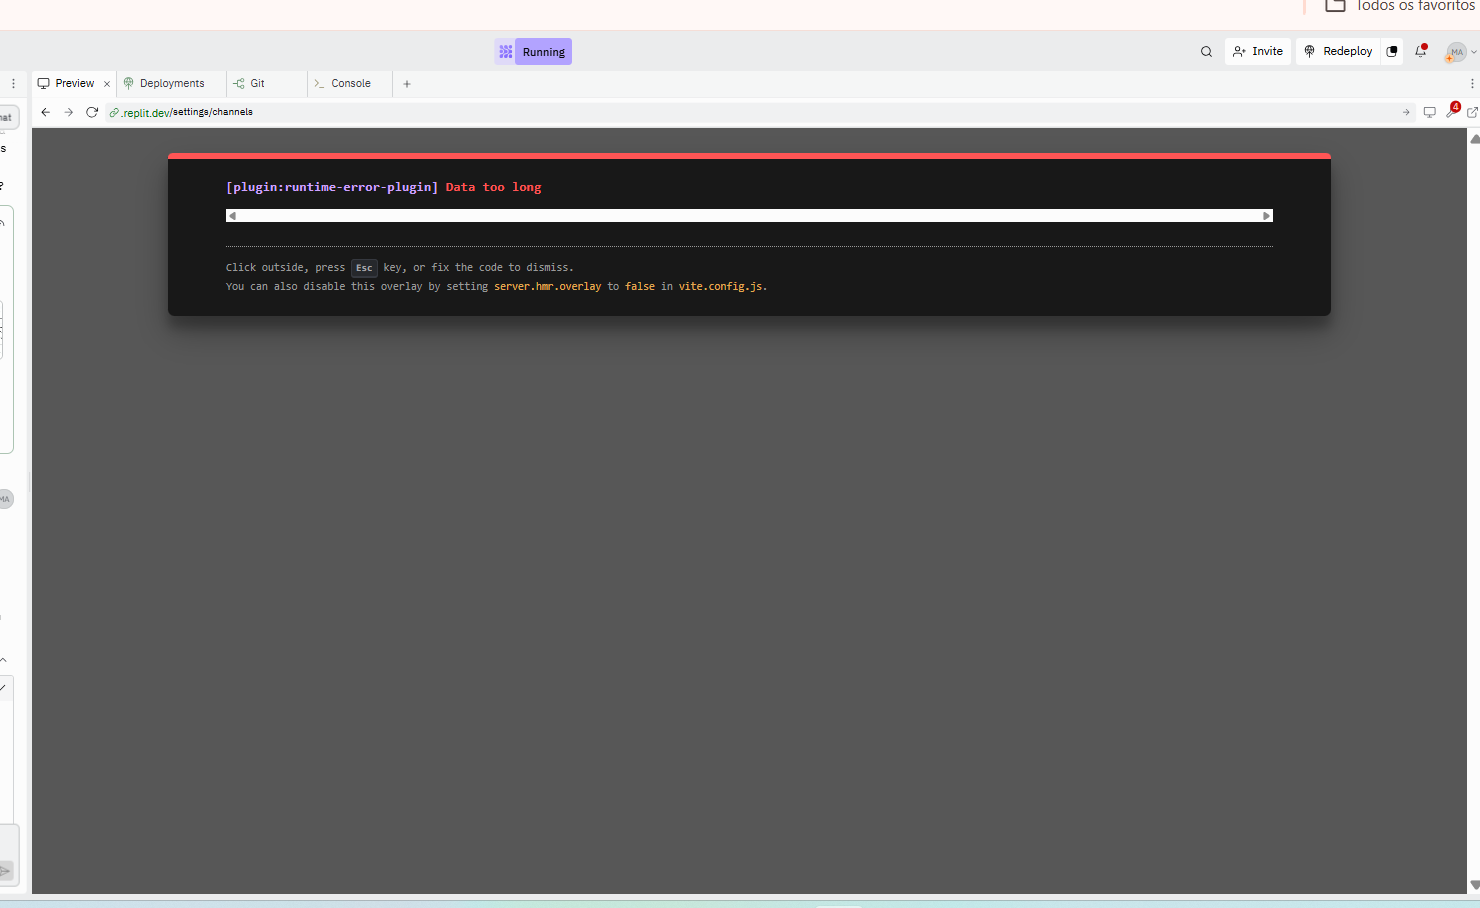 Todos os favoritos
Running
Invite
Redeploy
MA
Preview
Deployments
Git
Console
.replit.dev/settings/channels
4
nat
s
?
[plugin:runtime-error-plugin] Data too long
Click outside, press Esc key, or fix the code to dismiss.
You can also disable this overlay by setting server.hmr.overlay to false in vite.config.js.
MA